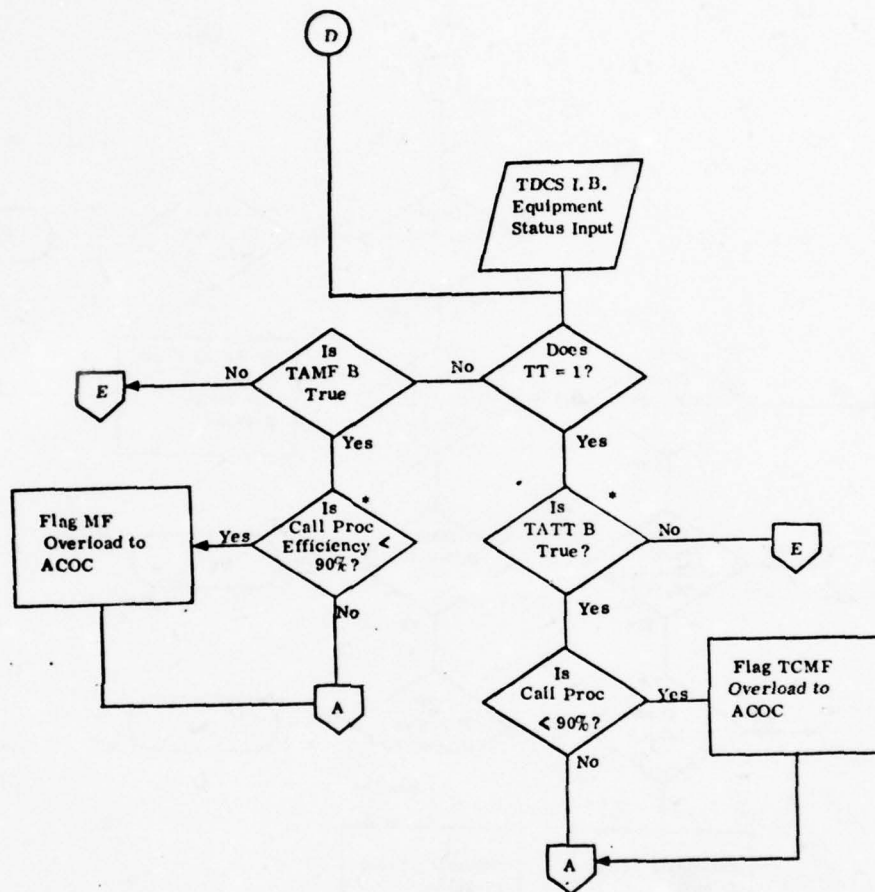 D
TDCS I.B.
Equipment
Status Input
Is
TAMF B
True
No
E
No
Does
TT = 1?
Yes
Yes
Is *
Call Proc
Efficiency <
90%?
Yes
Flag MF
Overload to
ACOC
No
A
Is *
TATT B
True?
No
E
Yes
Is
Call Proc
< 90%?
Yes
Flag TCMF
Overload to
ACOC
No
A